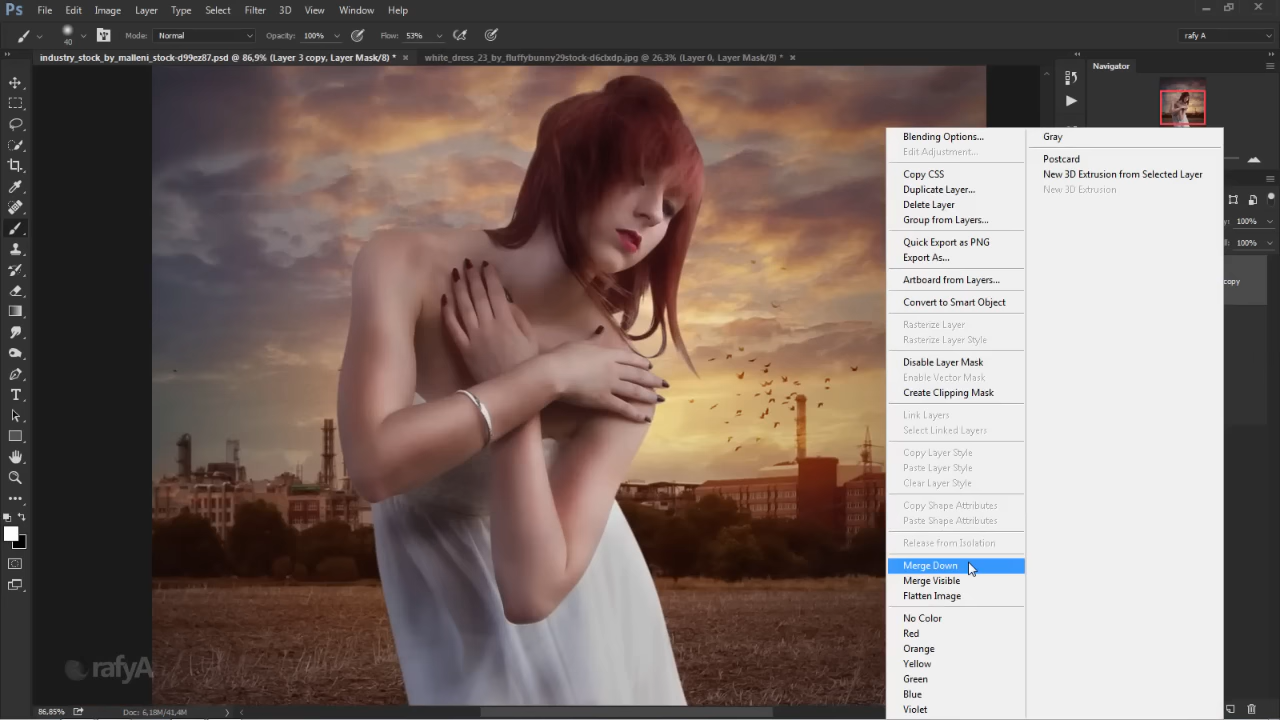 Ps File Edit Image Layer Type Select Filter 3D View Window Help
40 Mode: Normal Opacity: 100% Flow: 53% rafy A
industry_stock_by_malleni_stock-d99ez87.psd @ 86,9% (Layer 3 copy, Layer Mask/8) * × white_dress_23_by_fluffybunny29stock-d6clxdp.jpg @ 26,3% (Layer 0, Layer Mask/8) * ×
Navigator
Blending Options...
Edit Adjustment...
Copy CSS
Duplicate Layer...
Delete Layer
Group from Layers...
Quick Export as PNG
Export As...
Artboard from Layers...
Convert to Smart Object
Rasterize Layer
Rasterize Layer Style
Disable Layer Mask
Enable Vector Mask
Create Clipping Mask
Link Layers
Select Linked Layers
Copy Layer Style
Paste Layer Style
Clear Layer Style
Copy Shape Attributes
Paste Shape Attributes
Release from Isolation
Merge Down
Merge Visible
Flatten Image
No Color
Red
Orange
Yellow
Green
Blue
Violet
Gray
Postcard
New 3D Extrusion from Selected Layer
New 3D Extrusion
100%
100%
copy
rafyA
86,85% Doc: 6,18M/41,4M